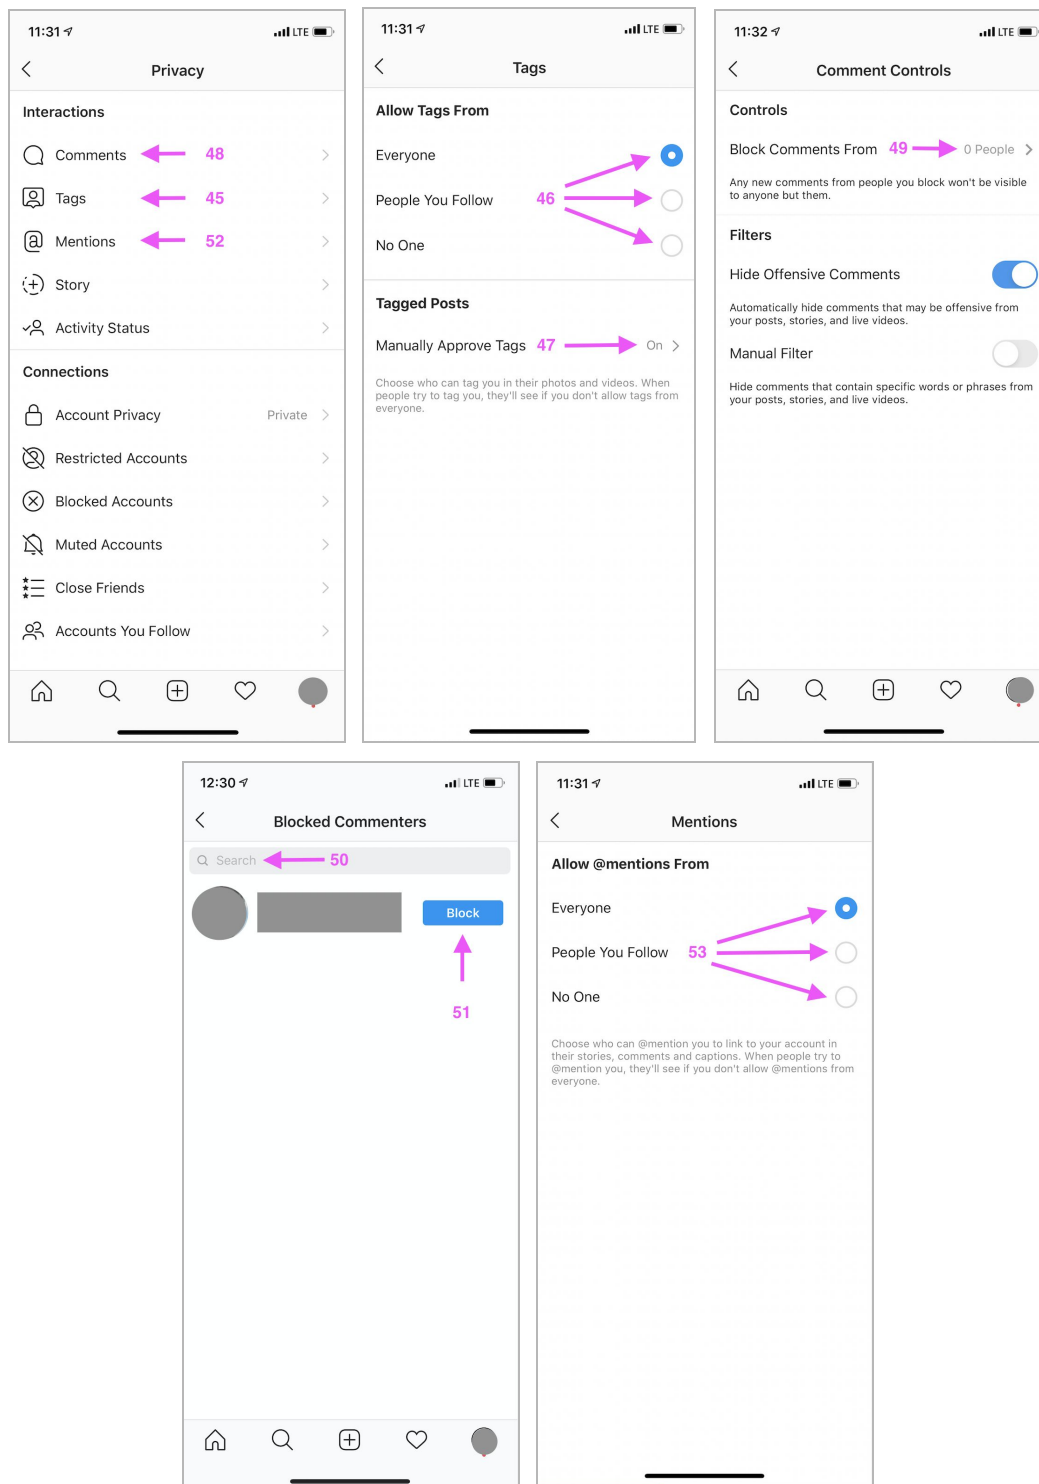 11:31
LTE
Privacy
Interactions
Comments 48
Tags 45
Mentions 52
Story
Activity Status
Connections
Account Privacy Private
Restricted Accounts
Blocked Accounts
Muted Accounts
Close Friends
Accounts You Follow
11:31
LTE
Tags
Allow Tags From
Everyone
People You Follow 46
No One
Tagged Posts
Manually Approve Tags 47 On
Choose who can tag you in their photos and videos. When
people try to tag you, they'll see if you don't allow tags from
everyone.
11:32
LTE
Comment Controls
Controls
Block Comments From 49 0 People
Any new comments from people you block won't be visible
to anyone but them.
Filters
Hide Offensive Comments
Automatically hide comments that may be offensive from
your posts, stories, and live videos.
Manual Filter
Hide comments that contain specific words or phrases from
your posts, stories, and live videos.
12:30
LTE
Blocked Commenters
Search 50
Block
51
11:31
LTE
Mentions
Allow @mentions From
Everyone
People You Follow 53
No One
Choose who can @mention you to link to your account in
their stories, comments and captions. When people try to
@mention you, they'll see if you don't allow @mentions from
everyone.